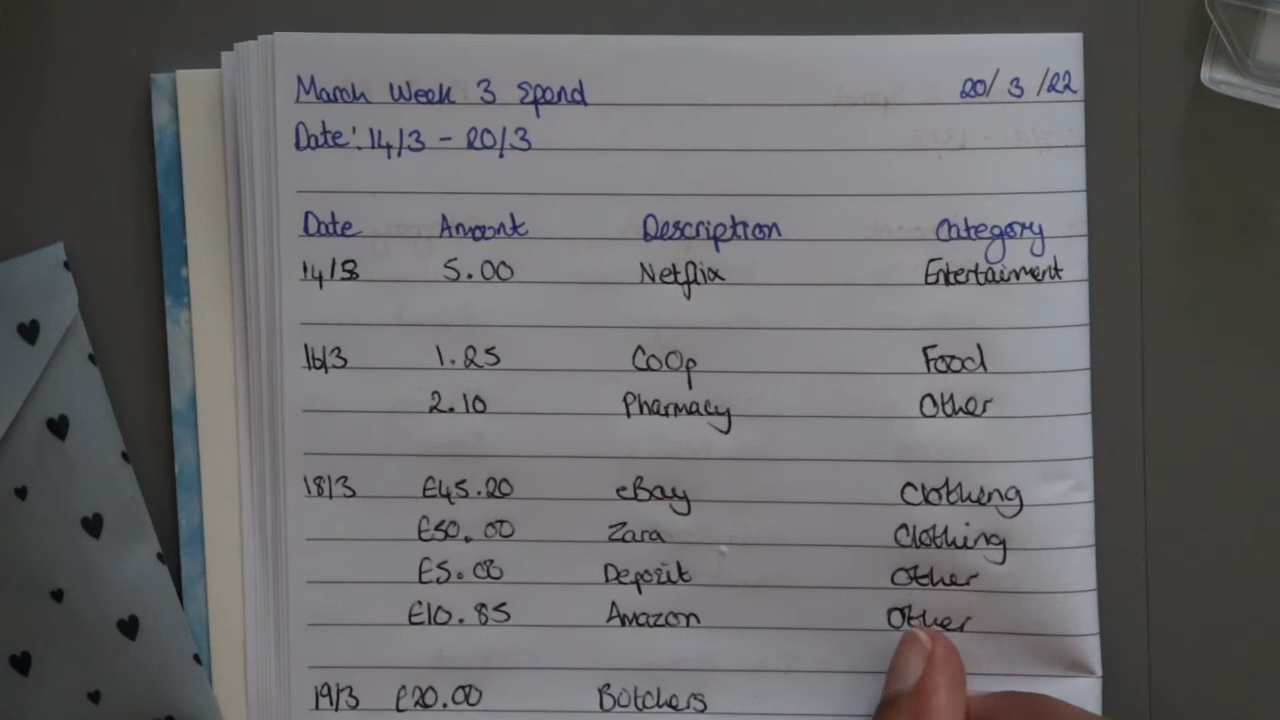 March Week 3 Spend 20/3/22
Date: 14/3 - 20/3
Date Amount Description Category
14/3 5.00 Netflix Entertaiment
16/3 1.25 CoOp Food
2.10 Pharmacy Other
18/3 £45.20 eBay Clothing
£50.00 Zara Clothing
£5.00 Deposit Other
£10.85 Amazon Other
19/3 £20.00 Butchers